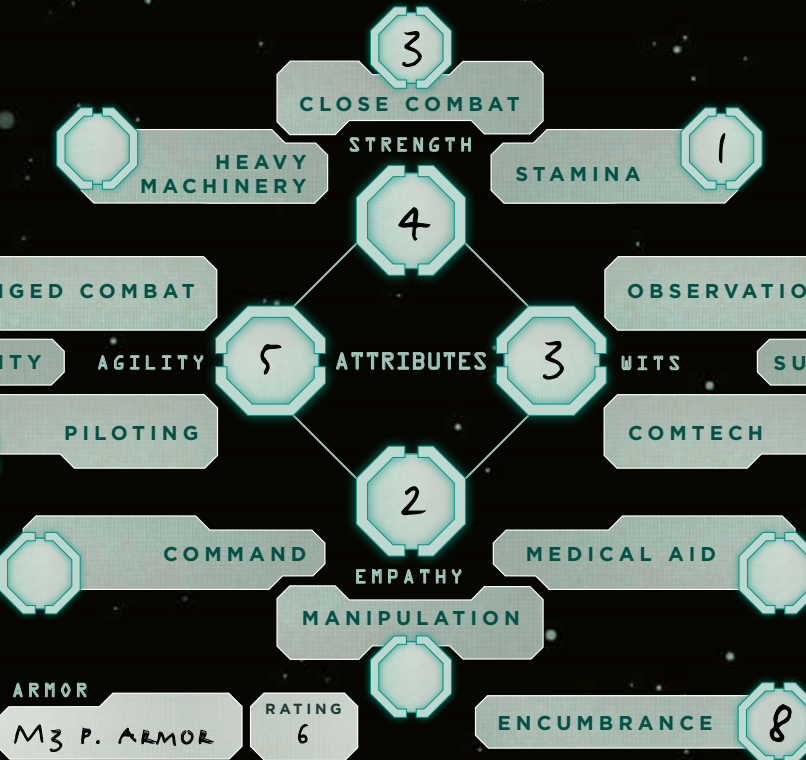 3
CLOSE COMBAT
STRENGTH
HEAVY
MACHINERY
STAMINA
1
4
GED COMBAT
OBSERVATIO
ITY
AGILITY
5
ATTRIBUTES
3
WITS
SU
PILOTING
COMTECH
2
COMMAND
MEDICAL AID
EMPATHY
MANIPULATION
ARMOR
M3 P. ARMOR
RATING
6
ENCUMBRANCE
8